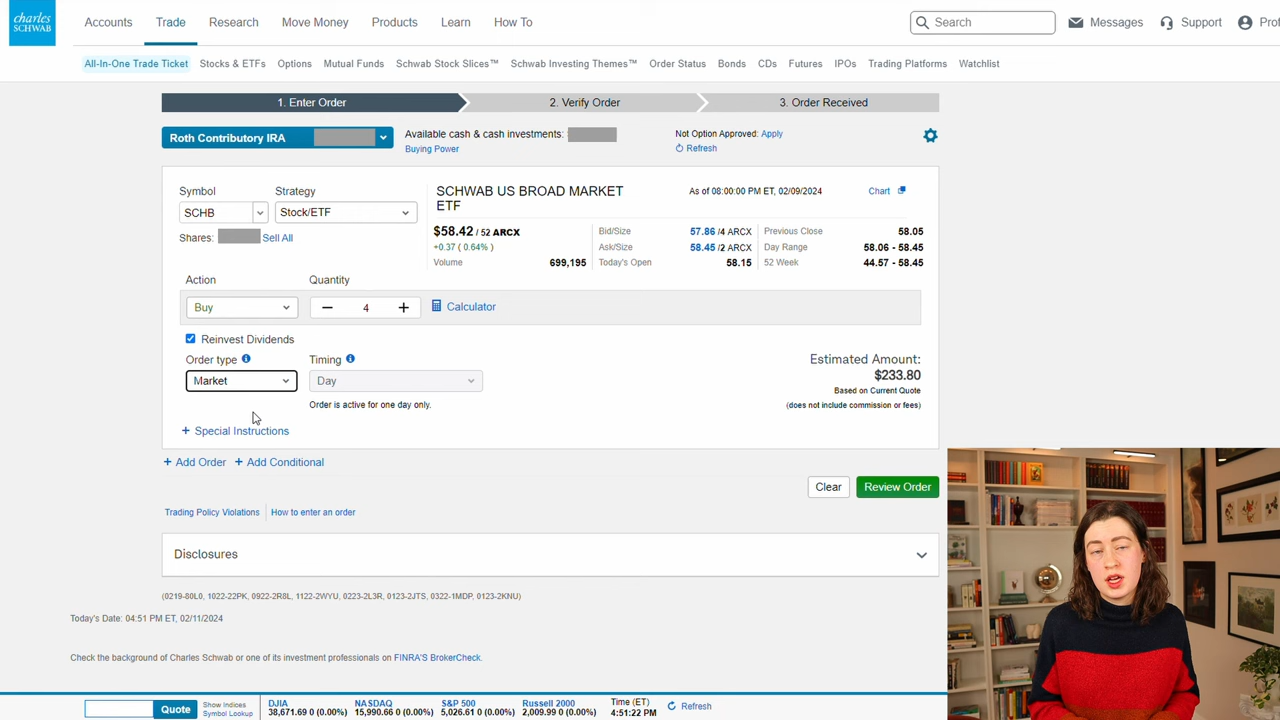 charles
SCHWAB
Accounts Trade Research Move Money Products Learn How To Search Messages Support Prof
All-In-One Trade Ticket Stocks & ETFs Options Mutual Funds Schwab Stock Slices™ Schwab Investing Themes™ Order Status Bonds CDs Futures IPOs Trading Platforms Watchlist
1. Enter Order 2. Verify Order 3. Order Received
Roth Contributory IRA Available cash & cash investments: Not Option Approved: Apply
Buying Power Refresh
Symbol Strategy SCHWAB US BROAD MARKET As of 08:00:00 PM ET, 02/09/2024 Chart
ETF
SCHB Stock/ETF
$58.42 / 52 ARCX Bid/Size 57.86 /4 ARCX Previous Close 58.05
Shares: Sell All
+0.37 ( 0.64%) Ask/Size 58.45 /2 ARCX Day Range 58.06 - 58.45
Volume 699,195 Today's Open 58.15 52 Week 44.57 - 58.45
Action Quantity
Buy 4 Calculator
Reinvest Dividends
Order type Timing Estimated Amount:
$233.80
Market Day
Based on Current Quote
Order is active for one day only. (does not include commission or fees)
+ Special Instructions
+ Add Order + Add Conditional
Clear Review Order
Trading Policy Violations How to enter an order
Disclosures
(0219-80L0, 1022-22PK, 0922-2R8L, 1122-2WYU, 0223-2L3R, 0123-2JTS, 0322-1MDP, 0123-2KNU)
Today's Date: 04:51 PM ET, 02/11/2024
Check the background of Charles Schwab or one of its investment professionals on FINRA'S BrokerCheck.
Quote Show Indices DJIA NASDAQ S&P 500 Russell 2000 Time (ET) Refresh
Symbol Lookup 38,671.69 0 (0.00%) 15,990.66 0 (0.00%) 5,026.61 0 (0.00%) 2,009.99 0 (0.00%) 4:51:22 PM